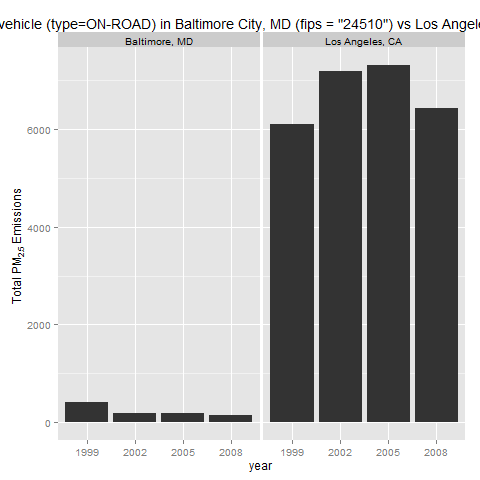 vehicle (type=ON-ROAD) in Baltimore City, MD (fips = "24510") vs Los Angele
Baltimore, MD
Los Angeles, CA
6000
4000
2000
0
Total PM2.5 Emissions
1999 2002 2005 2008
1999 2002 2005 2008
year